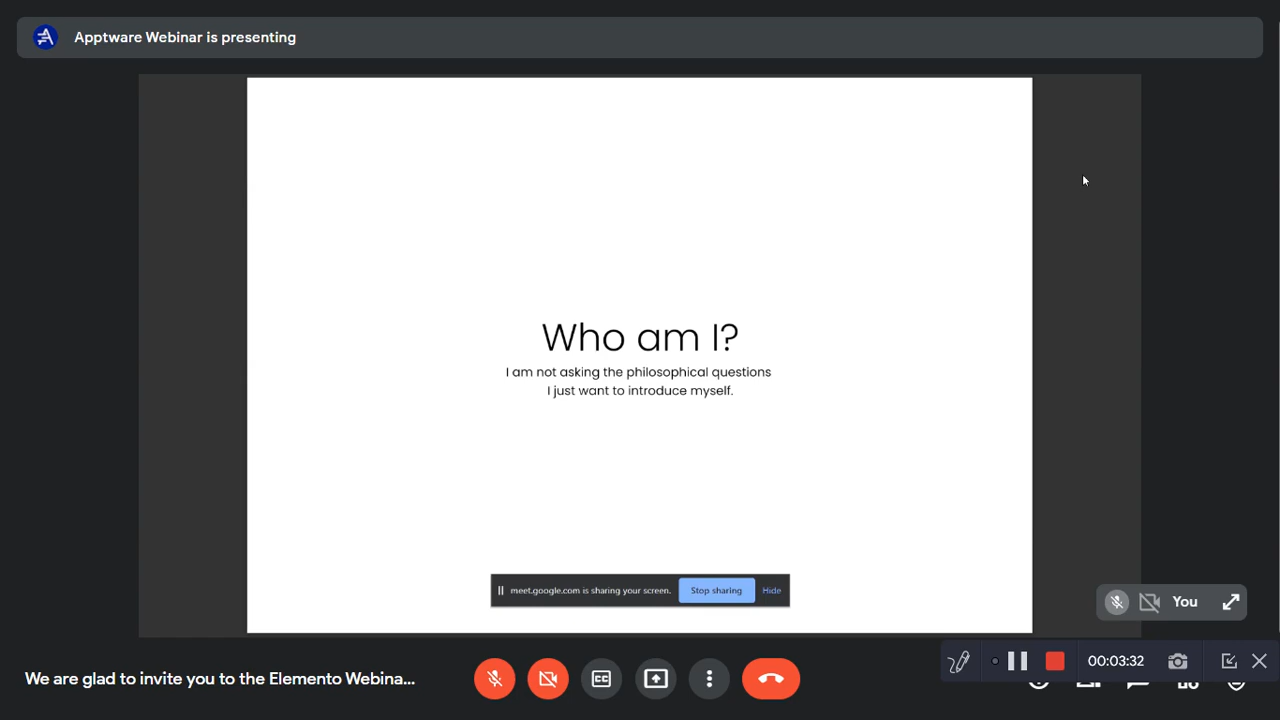 Apptware Webinar is presenting
Who am I?
I am not asking the philosophical questions
I just want to introduce myself.
meet.google.com is sharing your screen. Stop sharing Hide
You
00:03:32
We are glad to invite you to the Elemento Webina...
CC